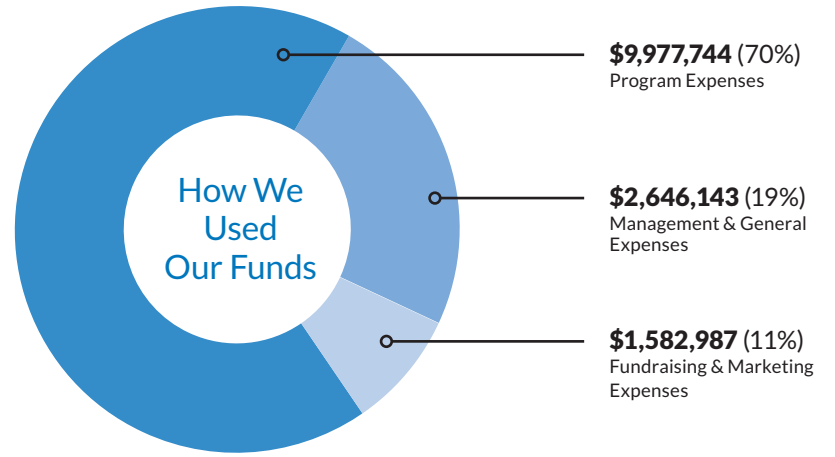 How We
Used
Our Funds
$9,977,744 (70%)
Program Expenses
$2,646,143 (19%)
Management & General
Expenses
$1,582,987 (11%)
Fundraising & Marketing
Expenses